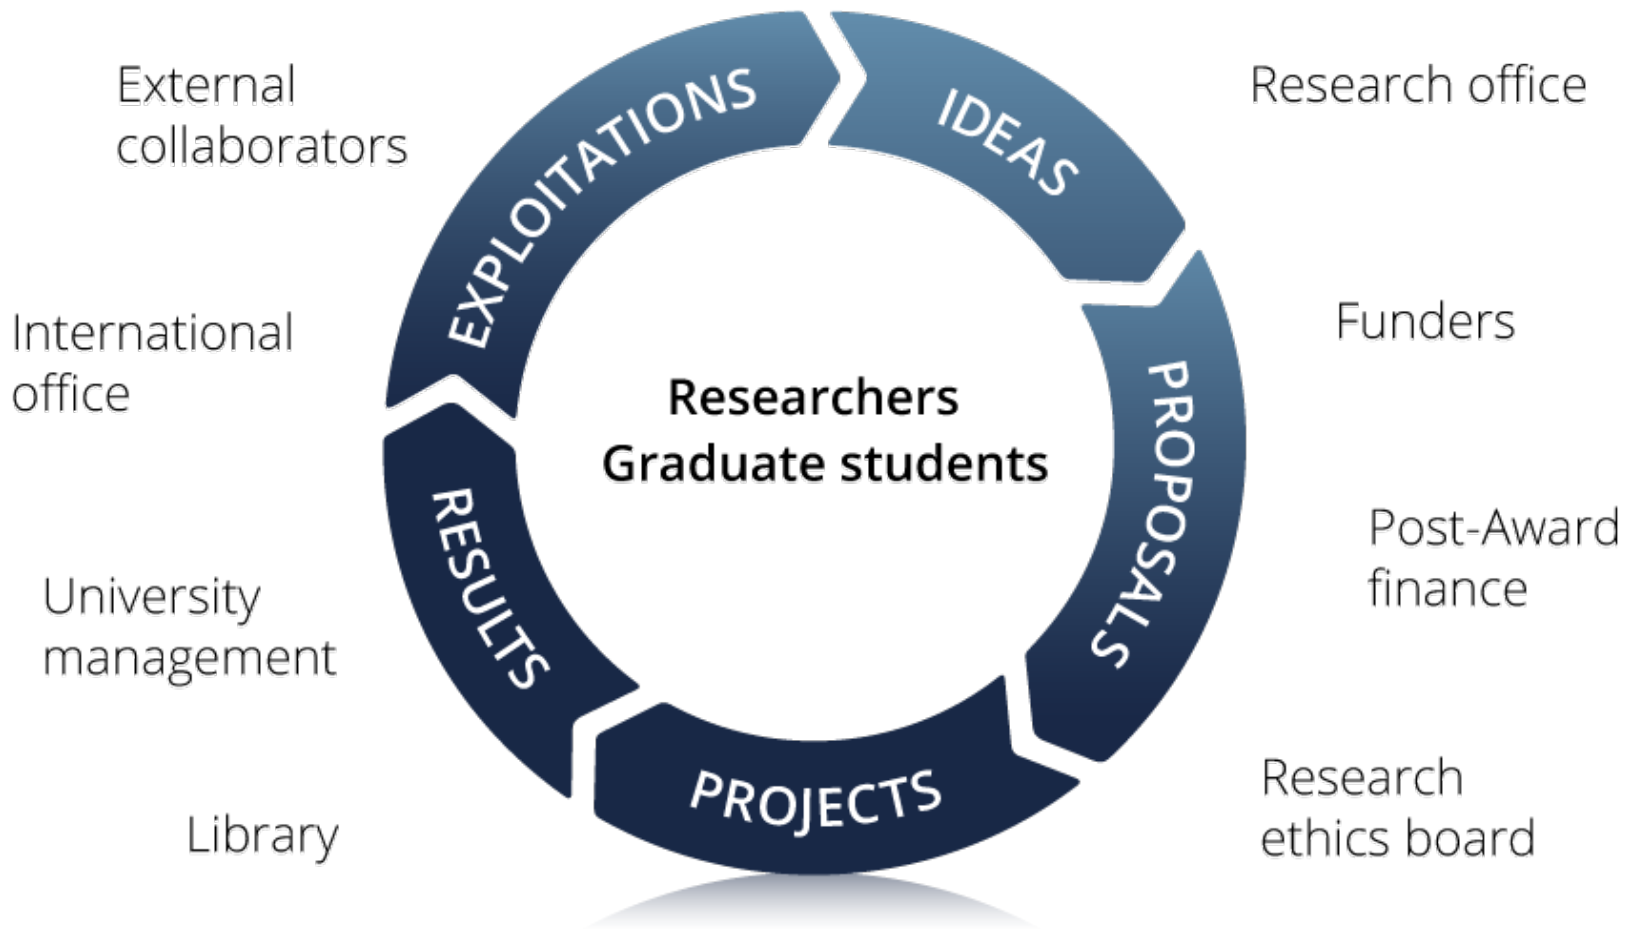 External
collaborators
International
office
University
management
Library
EXPLOITATIONS
IDEAS
PROPOSALS
PROJECTS
RESULTS
Researchers
Graduate students
Research office
Funders
Post-Award
finance
Research
ethics board